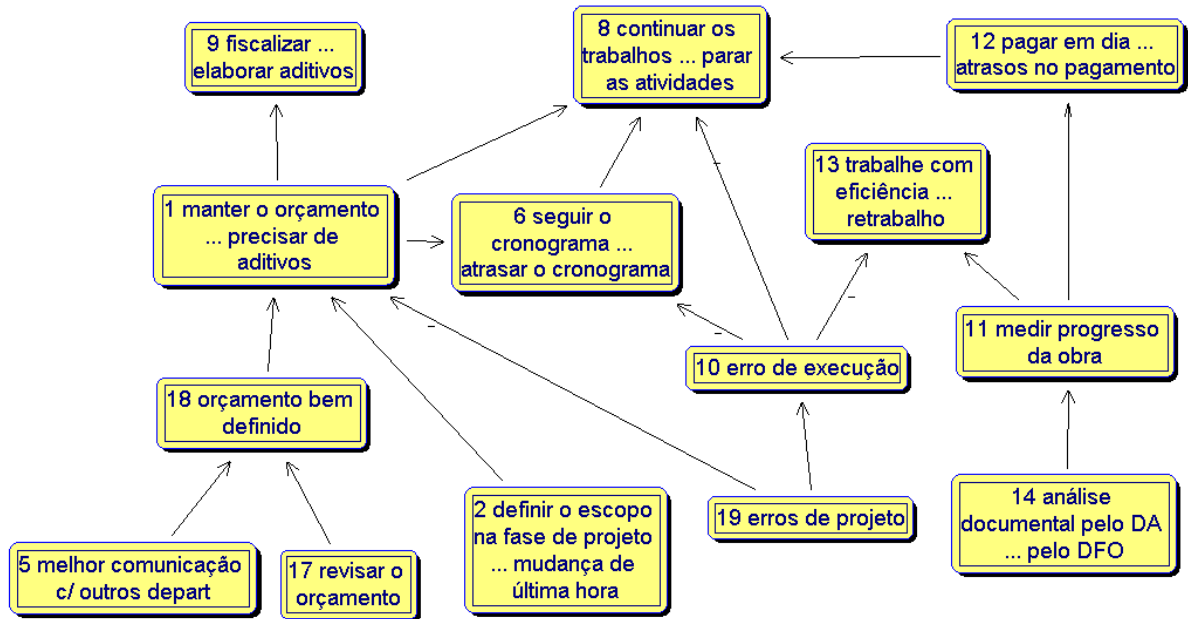 9 fiscalizar ...
elaborar aditivos
8 continuar os
trabalhos ... parar
as atividades
12 pagar em dia ...
atrasos no pagamento
13 trabalhe com
eficiência ...
retrabalho
1 manter o orçamento
... precisar de
aditivos
6 seguir o
cronograma ...
atrasar o cronograma
11 medir progresso
da obra
10 erro de execução
18 orçamento bem
definido
2 definir o escopo
na fase de projeto
... mudança de
última hora
19 erros de projeto
14 análise
documental pelo DA
... pelo DFO
5 melhor comunicação
c/ outros depart
17 revisar o
orçamento
-
-
-
-